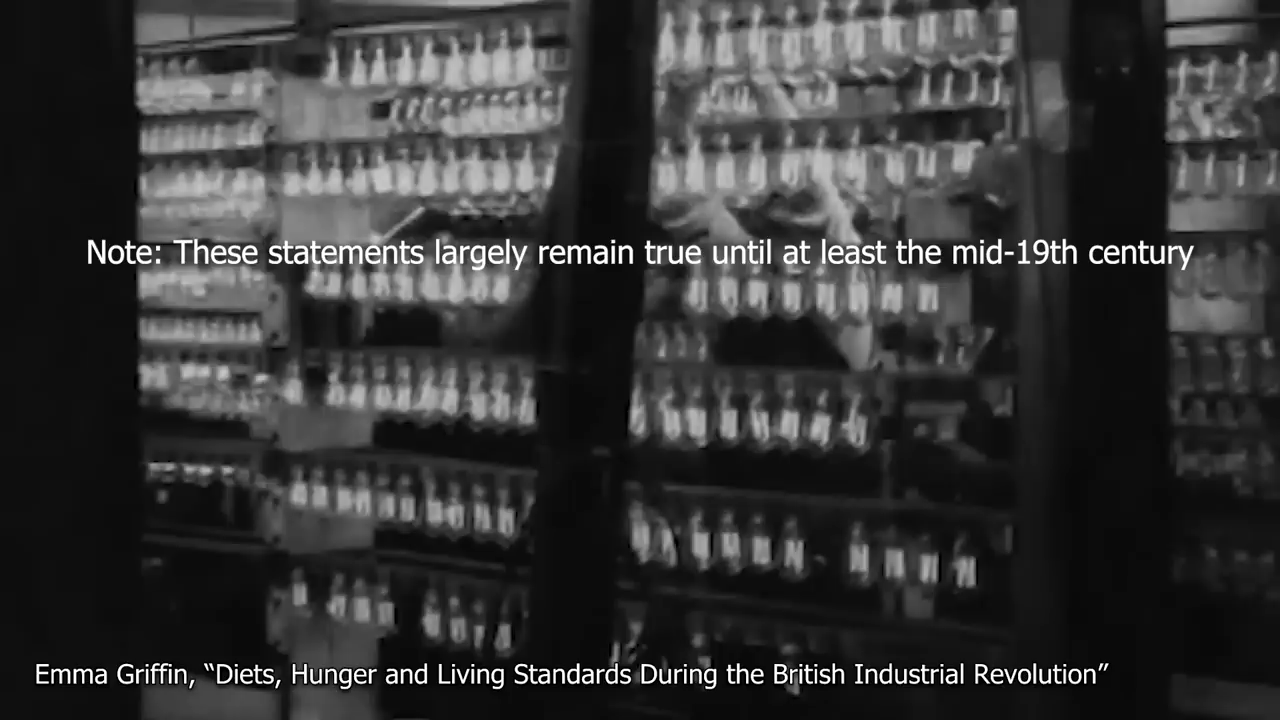 Note: These statements largely remain true until at least the mid-19th century
Emma Griffin, “Diets, Hunger and Living Standards During the British Industrial Revolution”